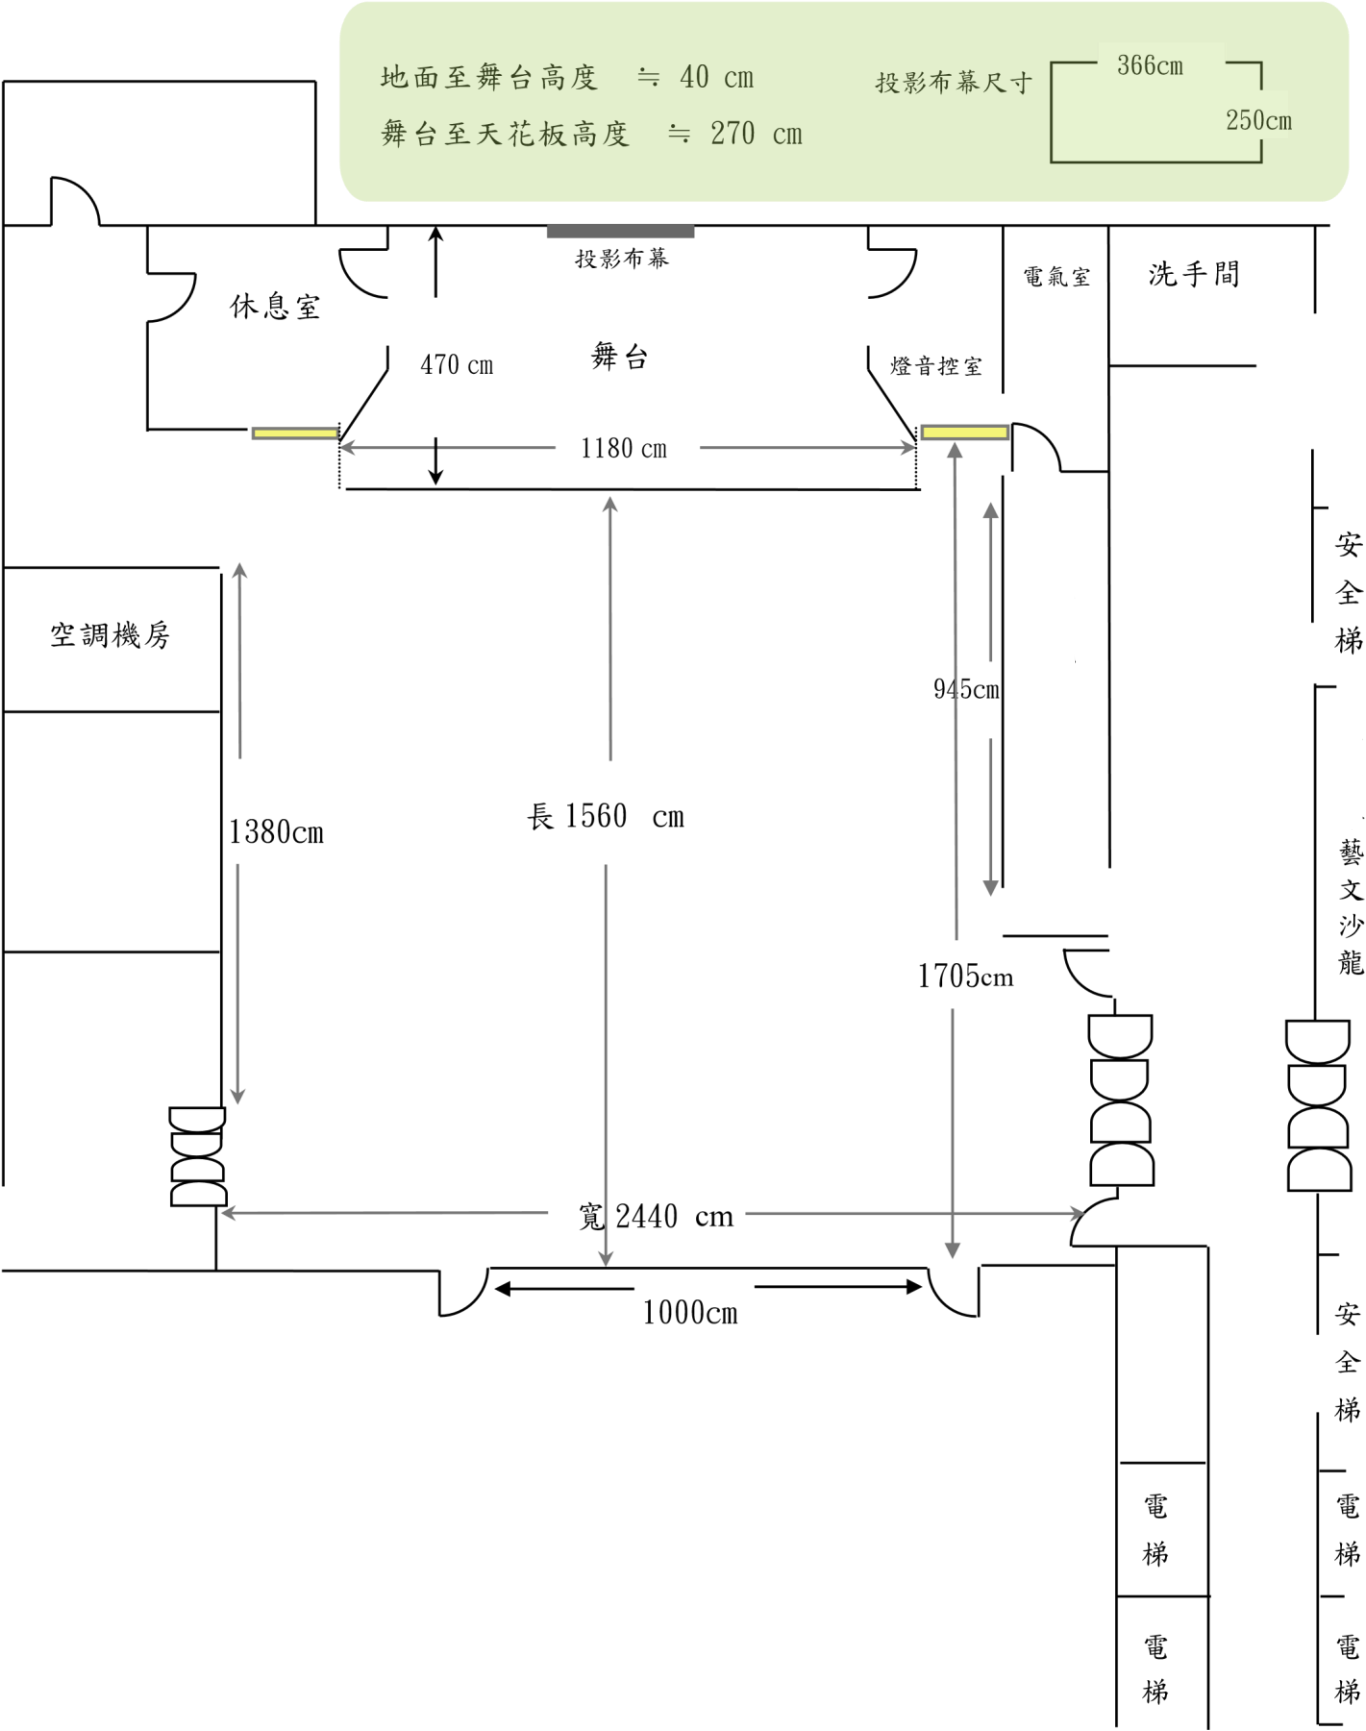 地面至舞台高度 ≒ 40 cm
舞台至天花板高度 ≒ 270 cm
投影布幕尺寸
366cm
250cm
投影布幕
休息室
舞台
470 cm
1180 cm
燈音控室
電氣室
洗手間
安全梯
空調機房
945cm
1380cm
長 1560 cm
藝文沙龍
1705cm
寬 2440 cm
1000cm
安全梯
電梯
電梯
電梯
電梯